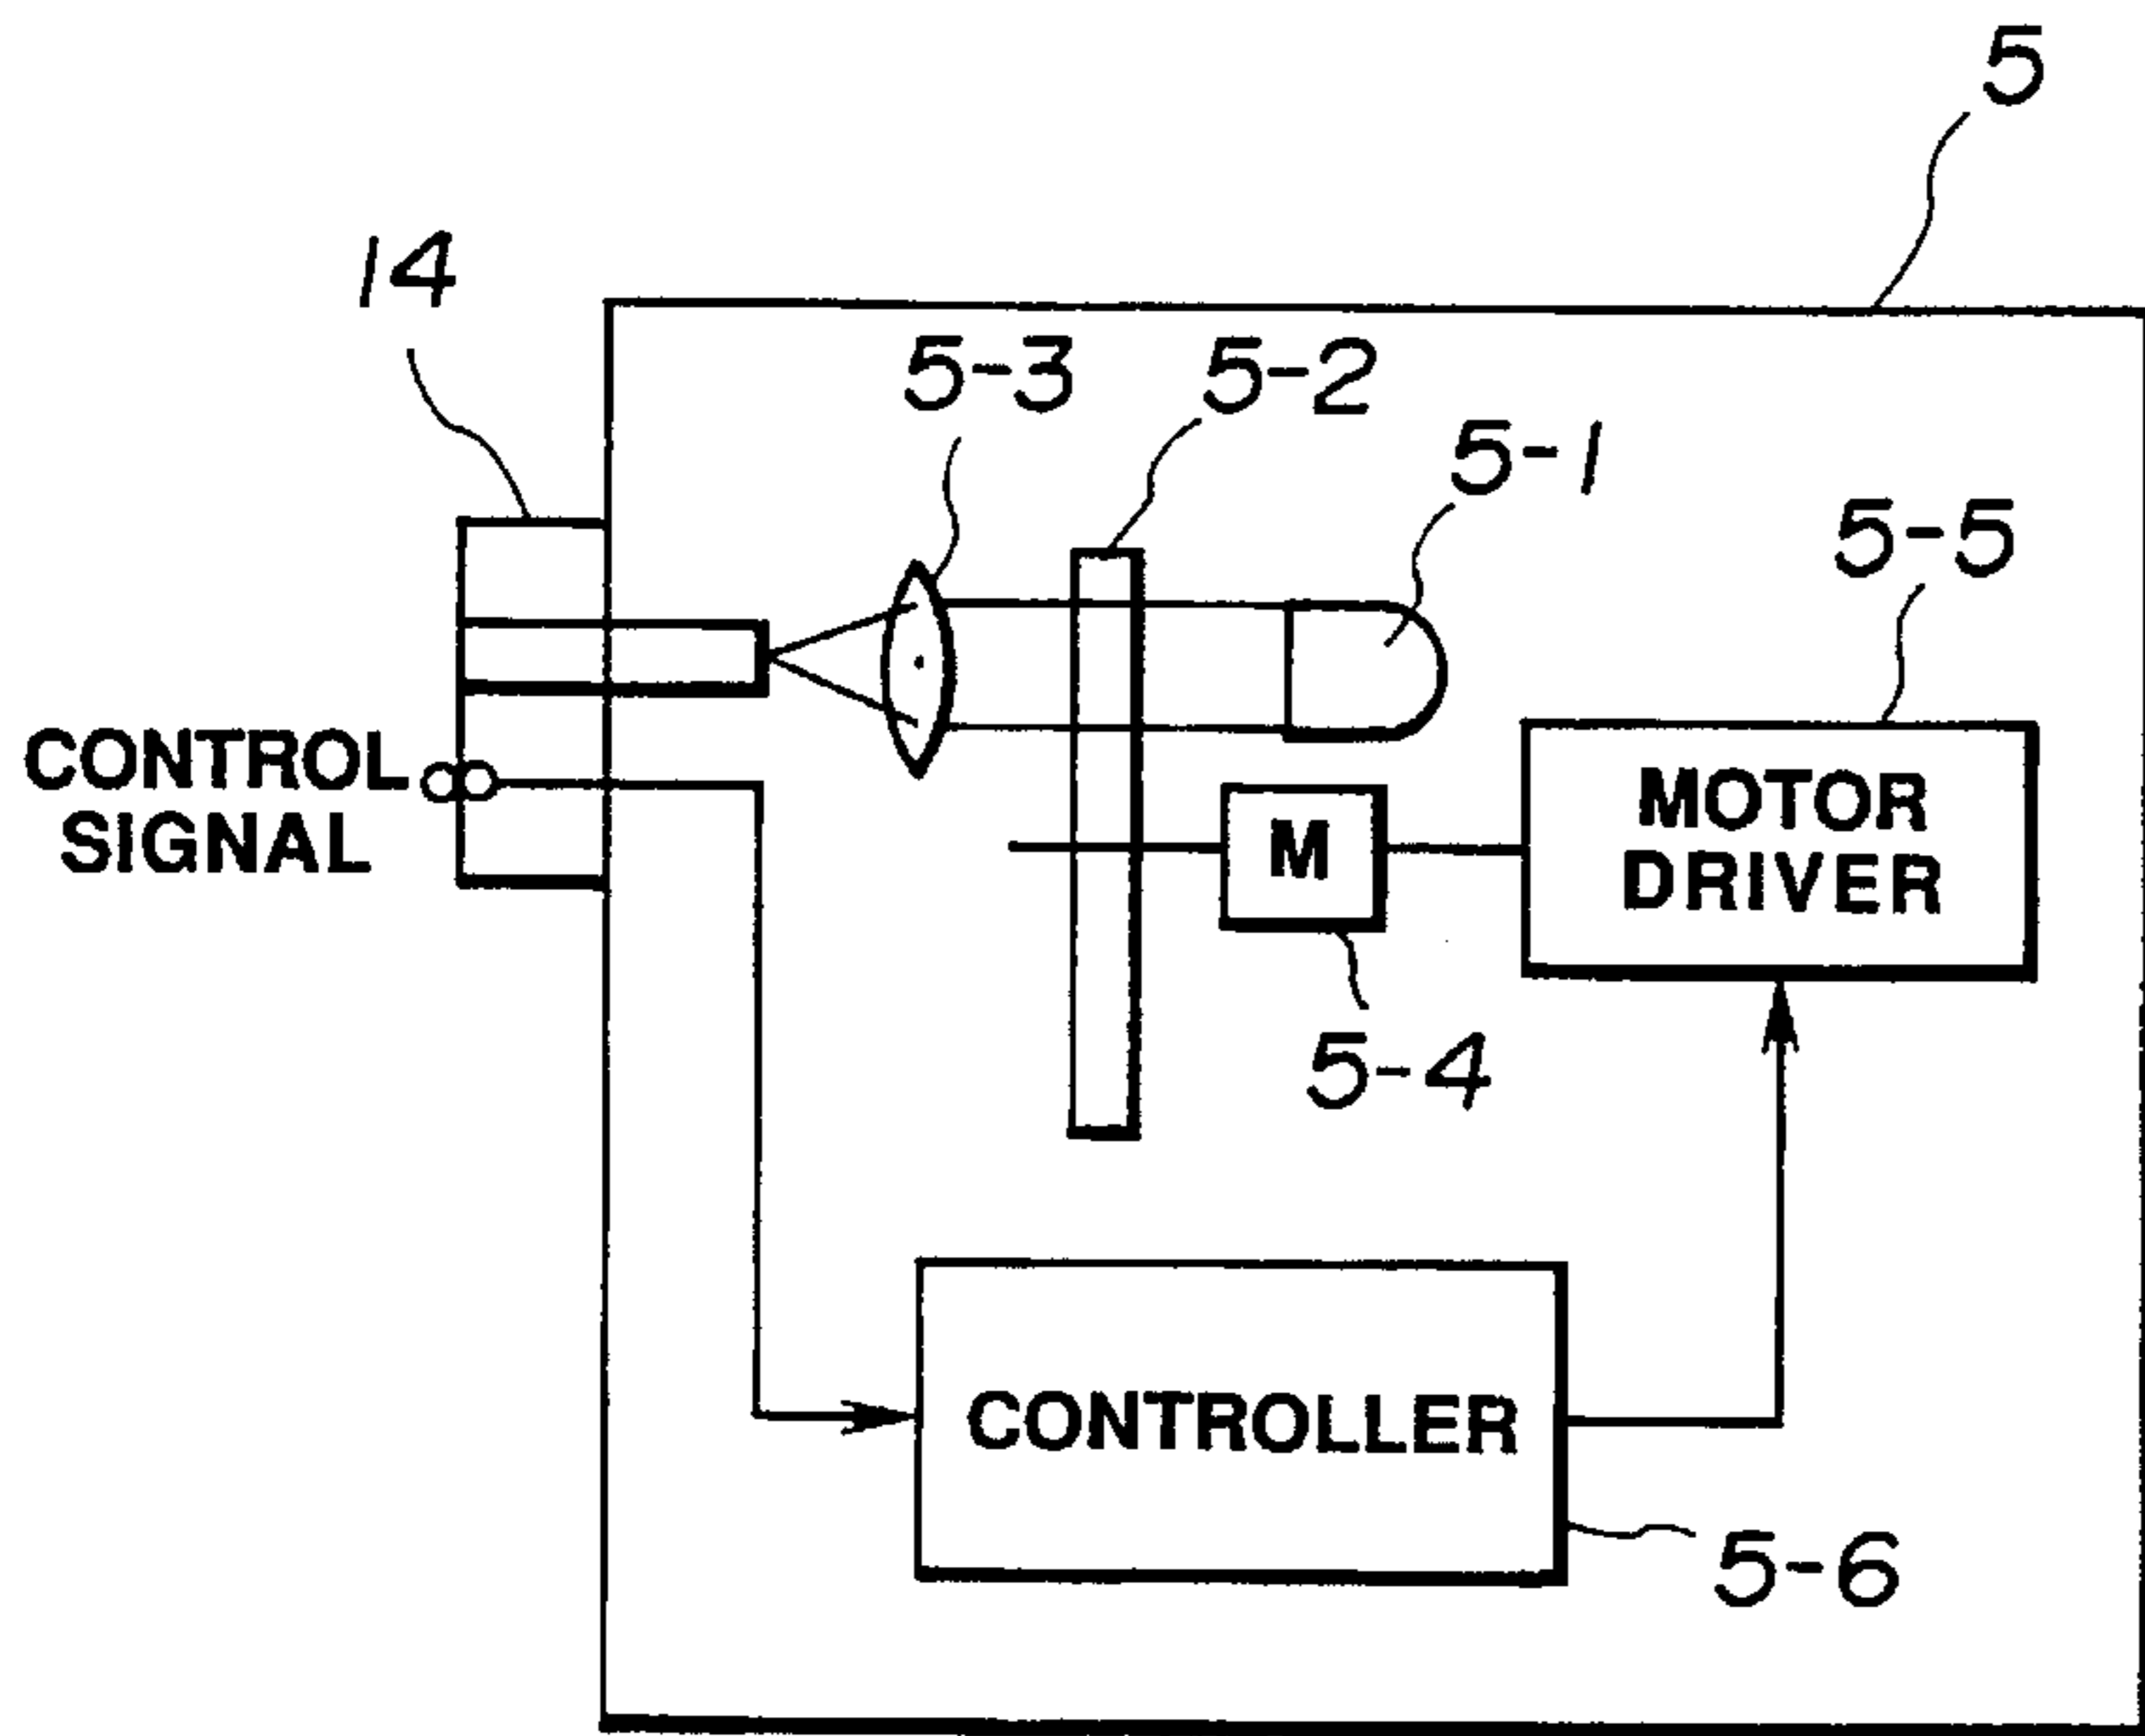 5
14
5-3
5-2
5-1
5-5
CONTROL
SIGNAL
M
MOTOR
DRIVER
5-4
CONTROLLER
5-6